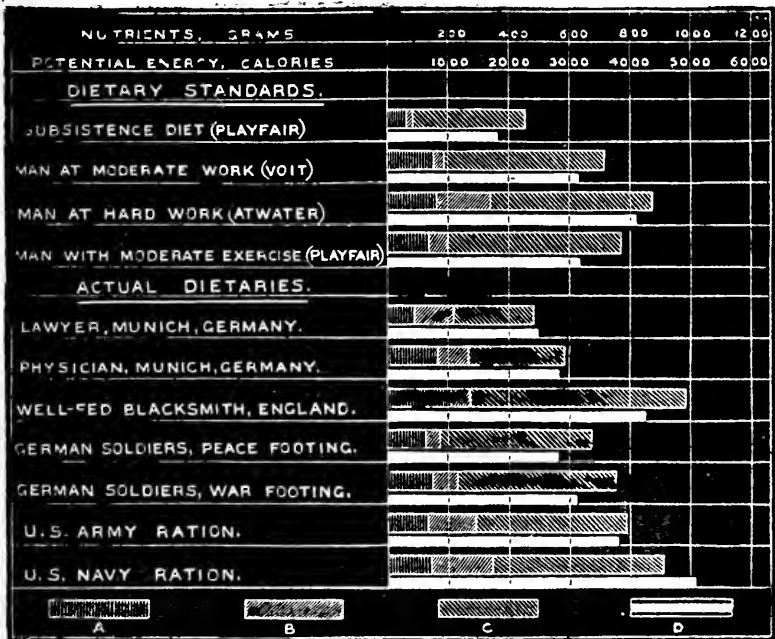 NUTRIENTS, GRAMS 200 400 600 800 1000 1200
POTENTIAL ENERGY, CALORIES 1000 2000 3000 4000 5000 6000
DIETARY STANDARDS.
SUBSISTENCE DIET (PLAYFAIR)
MAN AT MODERATE WORK (VOIT)
MAN AT HARD WORK (ATWATER)
MAN WITH MODERATE EXERCISE (PLAYFAIR)
ACTUAL DIETARIES.
LAWYER, MUNICH, GERMANY.
PHYSICIAN, MUNICH, GERMANY.
WELL-FED BLACKSMITH, ENGLAND.
GERMAN SOLDIERS, PEACE FOOTING.
GERMAN SOLDIERS, WAR FOOTING.
U.S. ARMY RATION.
U.S. NAVY RATION.
A B C D